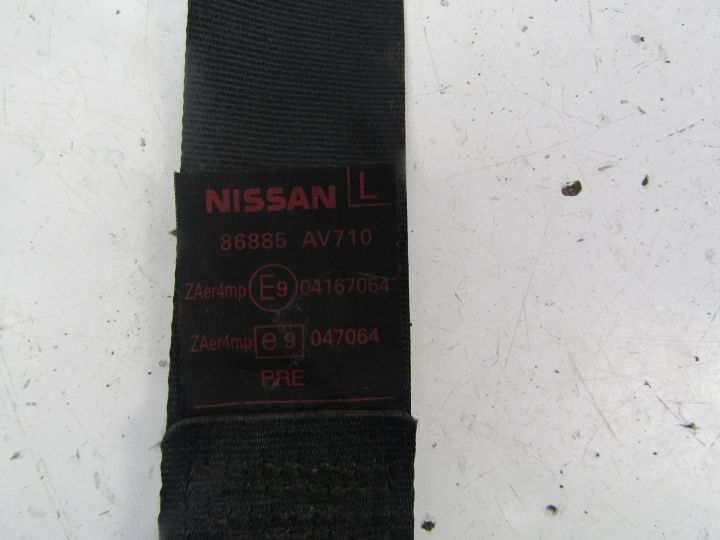 NISSAN L
86885 AV710
ZAer4mp E9 04167064
ZAer4mp e9 047064
PRE